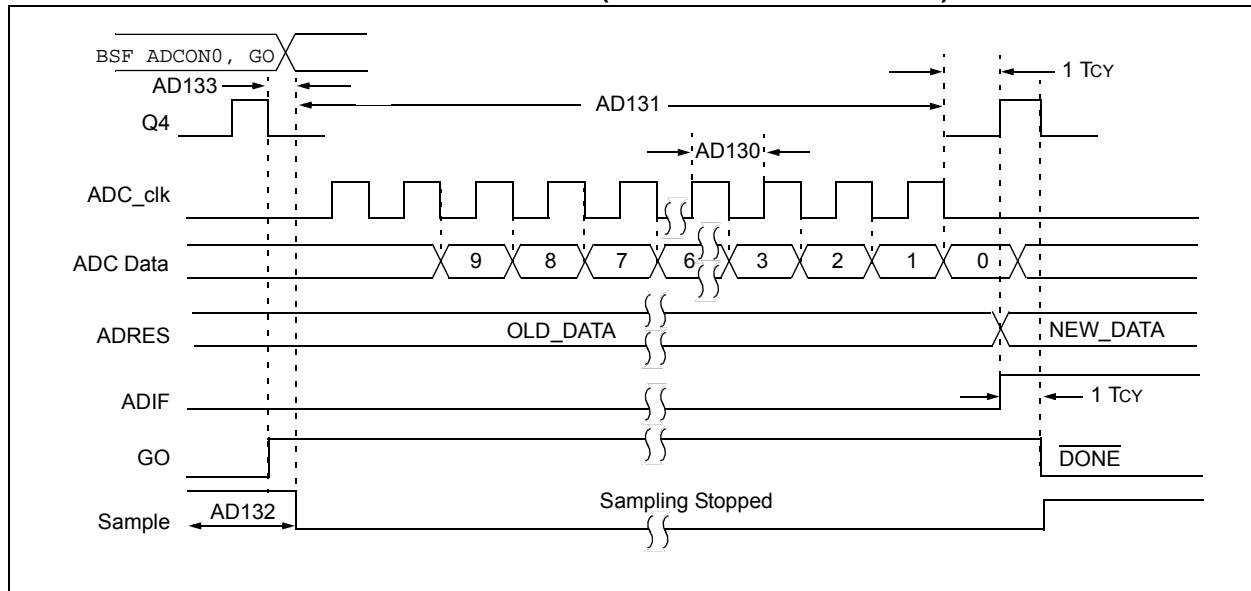 BSF ADCON0, GO
1 TCY
AD133
AD131
Q4
AD130
ADC_clk
ADC Data 9 8 7 6 3 2 1 0
ADRES OLD_DATA NEW_DATA
ADIF 1 TCY
GO DONE
Sample AD132 Sampling Stopped